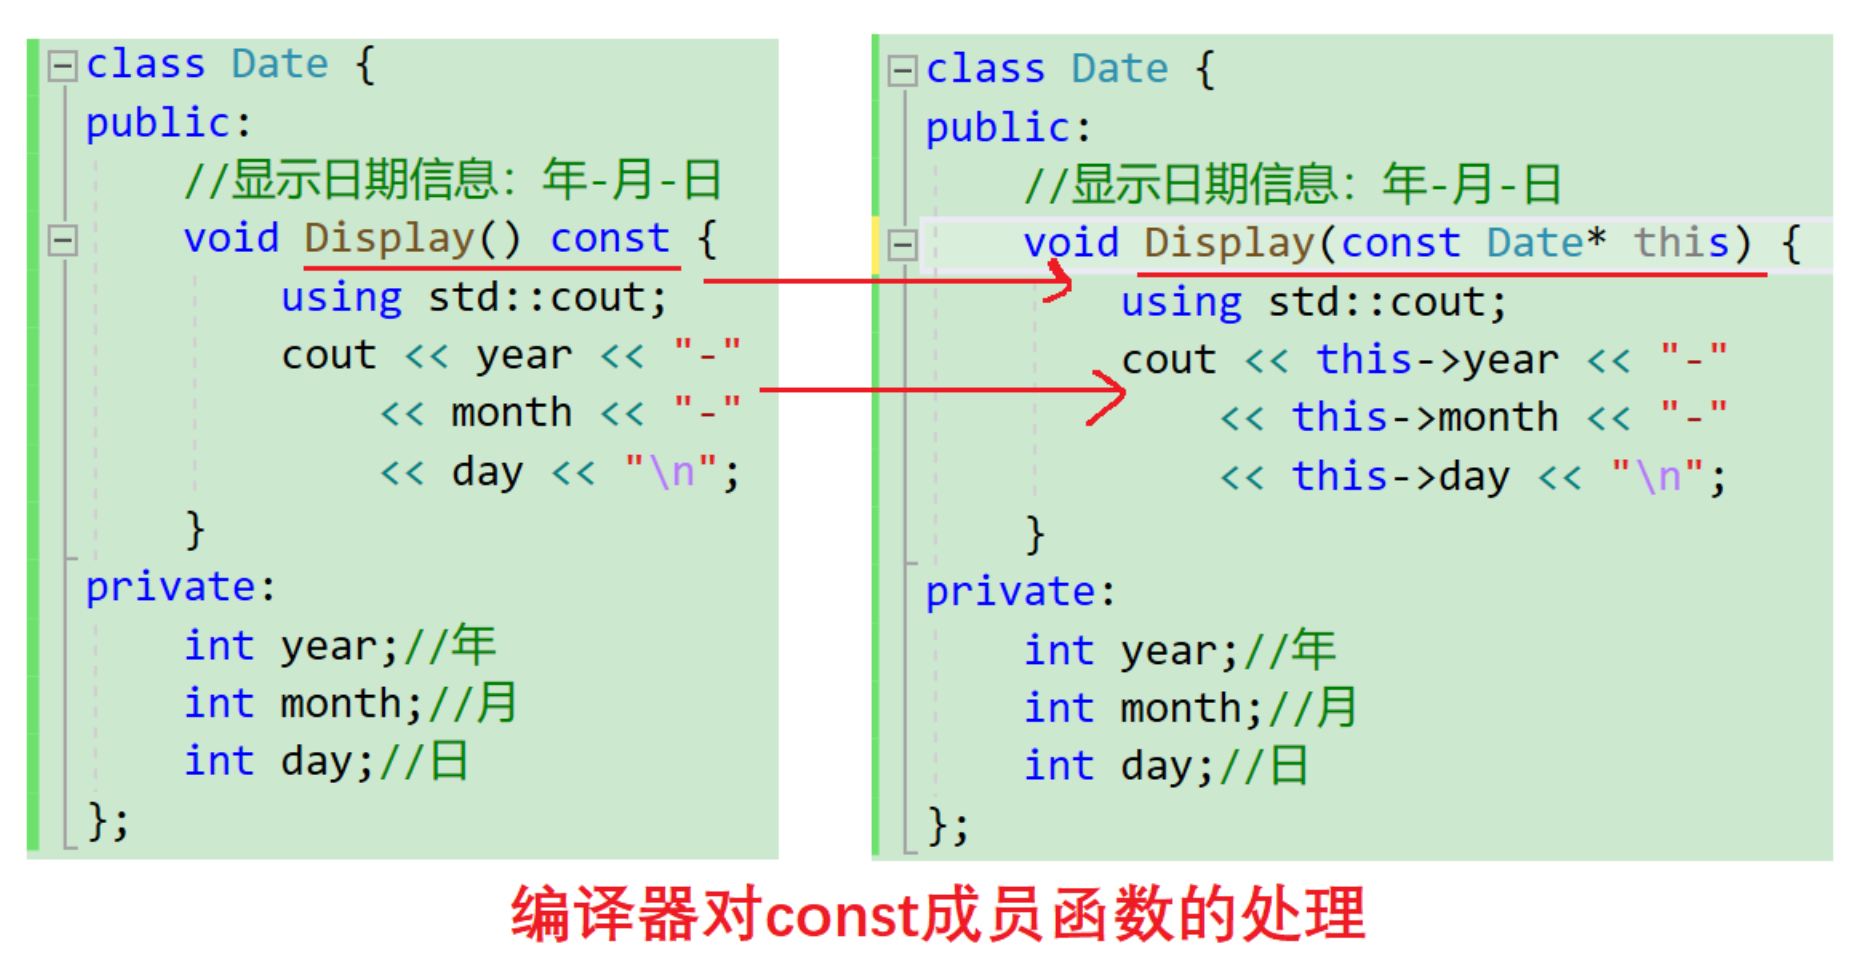 class Date {
public:
//显示日期信息：年-月-日
void Display() const {
using std::cout;
cout << year << "-"
<< month << "-"
<< day << "\n";
}
private:
int year;//年
int month;//月
int day;//日
};
class Date {
public:
//显示日期信息：年-月-日
void Display(const Date* this) {
using std::cout;
cout << this->year << "-"
<< this->month << "-"
<< this->day << "\n";
}
private:
int year;//年
int month;//月
int day;//日
};
编译器对const成员函数的处理